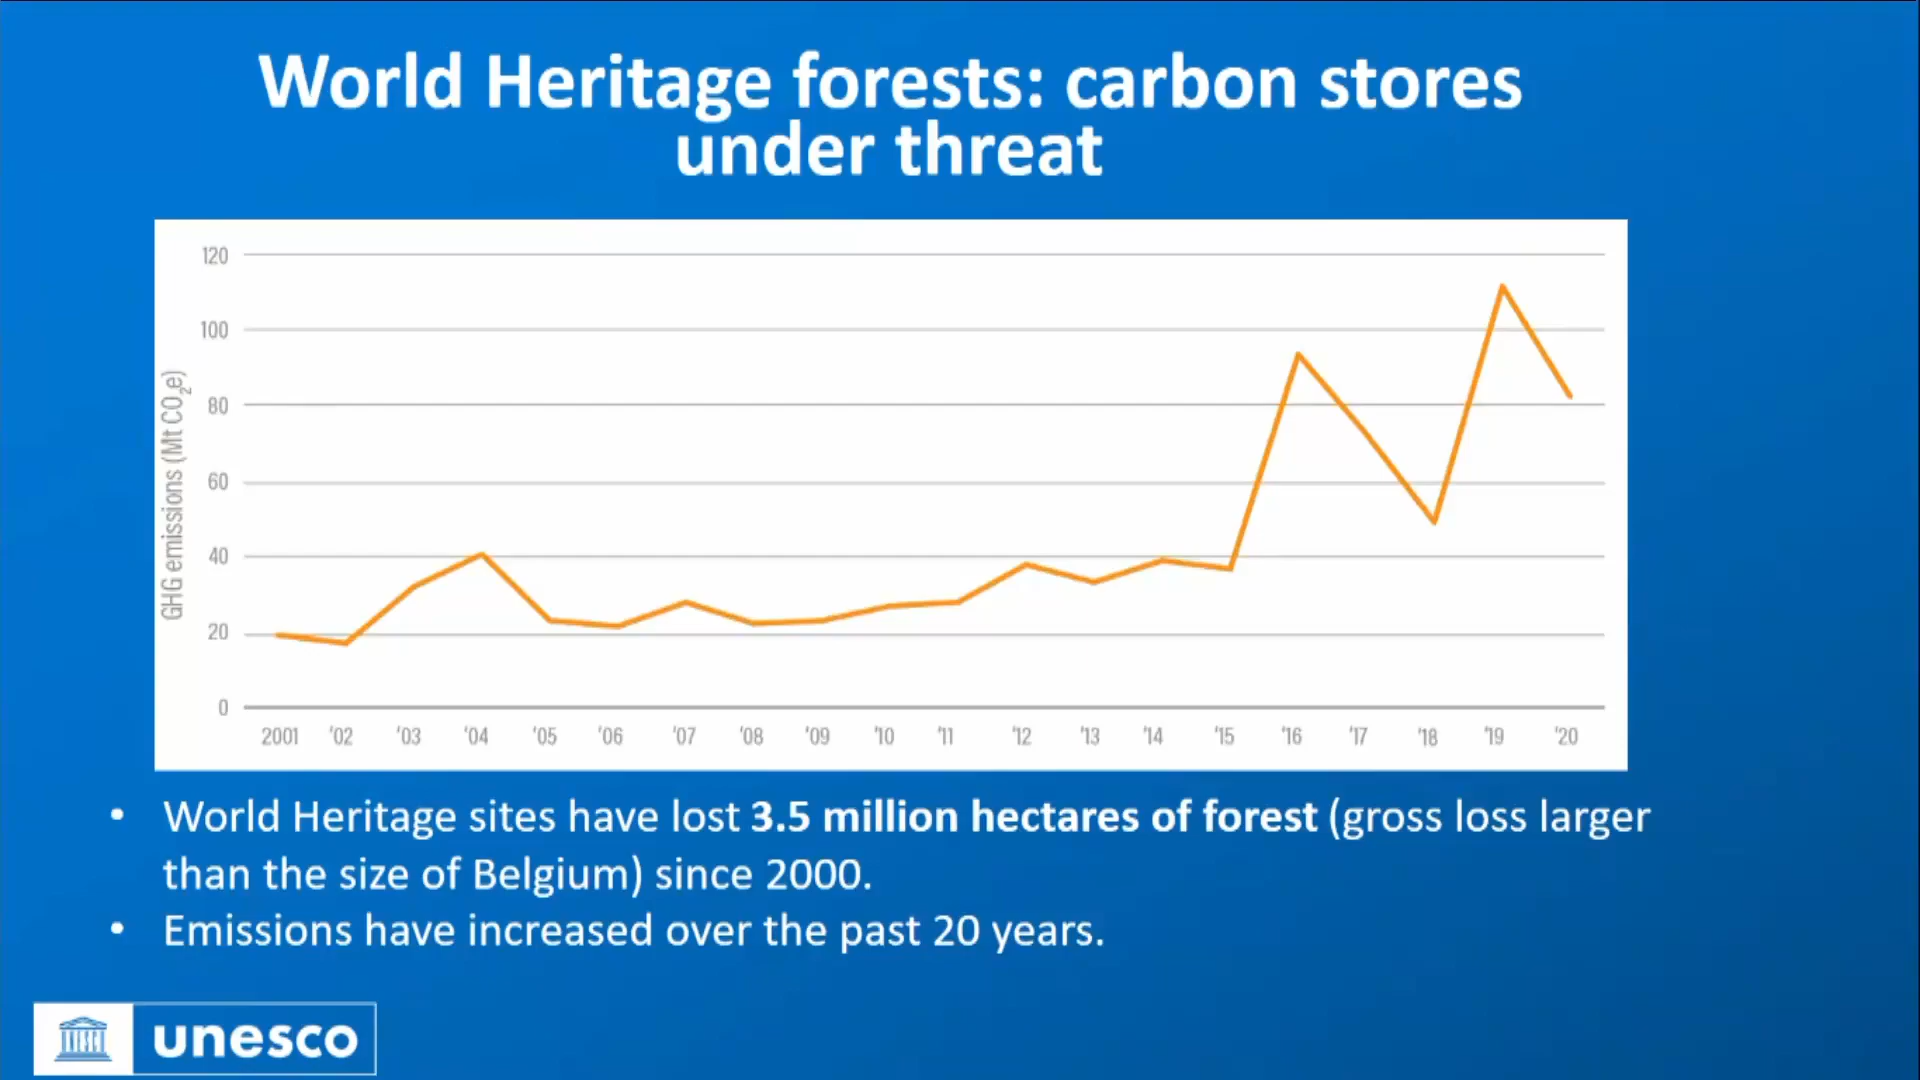 World Heritage forests: carbon stores
under threat
GHG emissions (Mt CO₂e)
120
100
80
60
40
20
0
2001 '02 '03 '04 '05 '06 '07 '08 '09 '10 '11 '12 '13 '14 '15 '16 '17 '18 '19 '20
• World Heritage sites have lost 3.5 million hectares of forest (gross loss larger
than the size of Belgium) since 2000.
• Emissions have increased over the past 20 years.
unesco